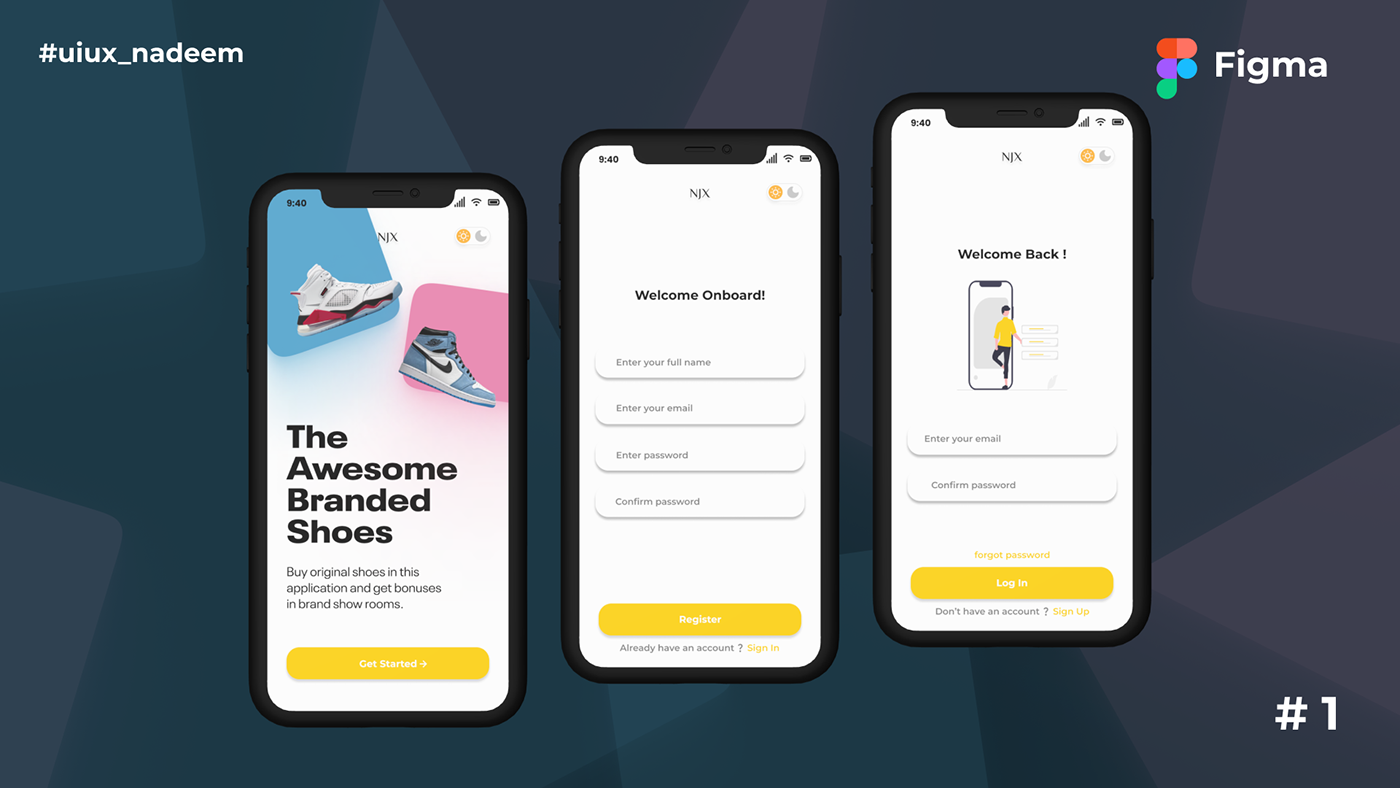 #uiux_nadeem
Figma
9:40
NJX
The
Awesome
Branded
Shoes
Buy original shoes in this
application and get bonuses
in brand show rooms.
Get Started →
9:40
NJX
Welcome Onboard!
Enter your full name
Enter your email
Enter password
Confirm password
Register
Already have an account ? Sign In
9:40
NJX
Welcome Back !
Enter your email
Confirm password
forgot password
Log In
Don't have an account ? Sign Up
# 1